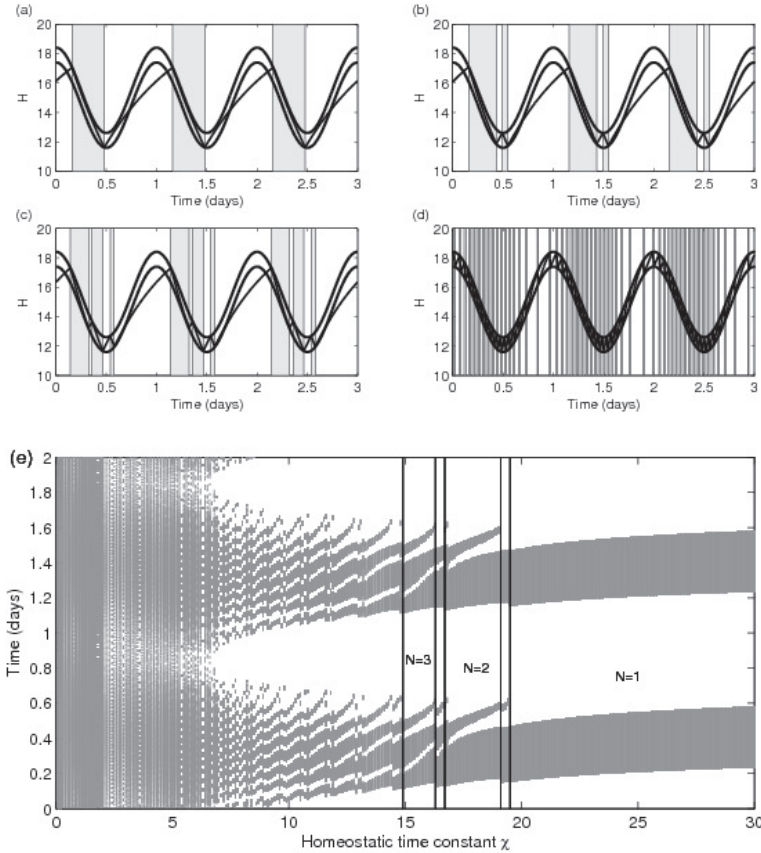 (a)
20
18
16
H
14
12
10
0 0.5 1 1.5 2 2.5 3
Time (days)
(b)
20
18
16
H
14
12
10
0 0.5 1 1.5 2 2.5 3
Time (days)
(c)
20
18
16
H
14
12
10
0 0.5 1 1.5 2 2.5 3
Time (days)
(d)
20
18
16
H
14
12
10
0 0.5 1 1.5 2 2.5 3
Time (days)
(e)
2
1.8
1.6
1.4
1.2
1
0.8
0.6
0.4
0.2
0
Time (days)
N=3
N=2
N=1
0 5 10 15 20 25 30
Homeostatic time constant χ